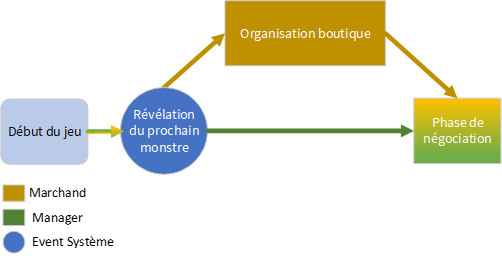 Organisation boutique
Début du jeu
Révélation
du prochain
monstre
Phase de
négociation
Marchand
Manager
Event Système